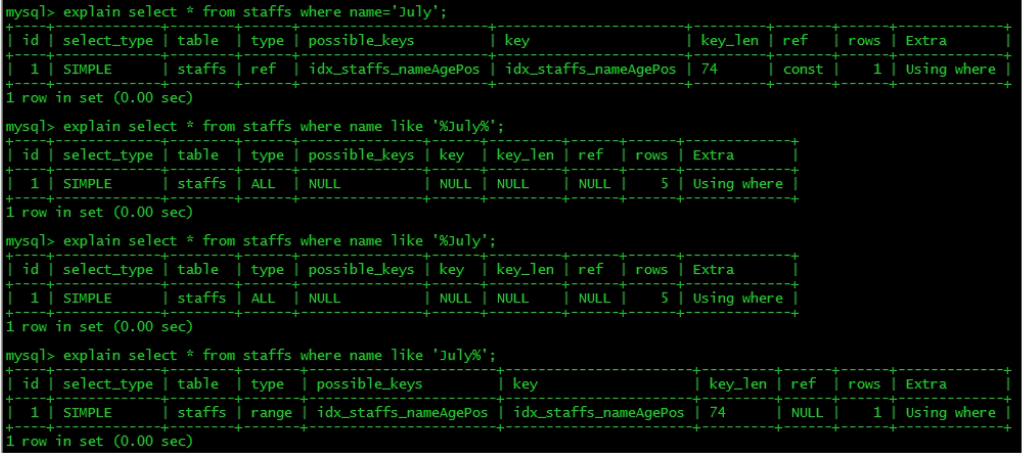 mysql> explain select * from staffs where name='July';
+----+-------------+--------+------+---------------------+---------------------+---------+-------+------+-------------+
| id | select_type | table | type | possible_keys | key | key_len | ref | rows | Extra |
+----+-------------+--------+------+---------------------+---------------------+---------+-------+------+-------------+
| 1 | SIMPLE | staffs | ref | idx_staffs_nameAgePos | idx_staffs_nameAgePos | 74 | const | 1 | Using where |
+----+-------------+--------+------+---------------------+---------------------+---------+-------+------+-------------+
1 row in set (0.00 sec)
mysql> explain select * from staffs where name like '%July%';
+----+-------------+--------+------+---------------+------+---------+------+------+-------------+
| id | select_type | table | type | possible_keys | key | key_len | ref | rows | Extra |
+----+-------------+--------+------+---------------+------+---------+------+------+-------------+
| 1 | SIMPLE | staffs | ALL | NULL | NULL | NULL | NULL | 5 | Using where |
+----+-------------+--------+------+---------------+------+---------+------+------+-------------+
1 row in set (0.00 sec)
mysql> explain select * from staffs where name like '%July';
+----+-------------+--------+------+---------------+------+---------+------+------+-------------+
| id | select_type | table | type | possible_keys | key | key_len | ref | rows | Extra |
+----+-------------+--------+------+---------------+------+---------+------+------+-------------+
| 1 | SIMPLE | staffs | ALL | NULL | NULL | NULL | NULL | 5 | Using where |
+----+-------------+--------+------+---------------+------+---------+------+------+-------------+
1 row in set (0.00 sec)
mysql> explain select * from staffs where name like 'July%';
+----+-------------+--------+-------+---------------------+---------------------+---------+------+------+-------------+
| id | select_type | table | type | possible_keys | key | key_len | ref | rows | Extra |
+----+-------------+--------+-------+---------------------+---------------------+---------+------+------+-------------+
| 1 | SIMPLE | staffs | range | idx_staffs_nameAgePos | idx_staffs_nameAgePos | 74 | NULL | 1 | Using where |
+----+-------------+--------+-------+---------------------+---------------------+---------+------+------+-------------+
1 row in set (0.00 sec)